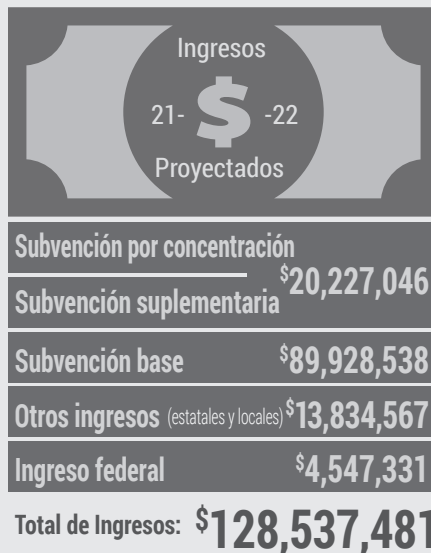 Ingresos
21- $ -22
Proyectados
Subvención por concentración
$20,227,046
Subvención suplementaria
Subvención base $89,928,538
Otros ingresos (estatales y locales) $13,834,567
Ingreso federal $4,547,331
Total de Ingresos: $128,537,481